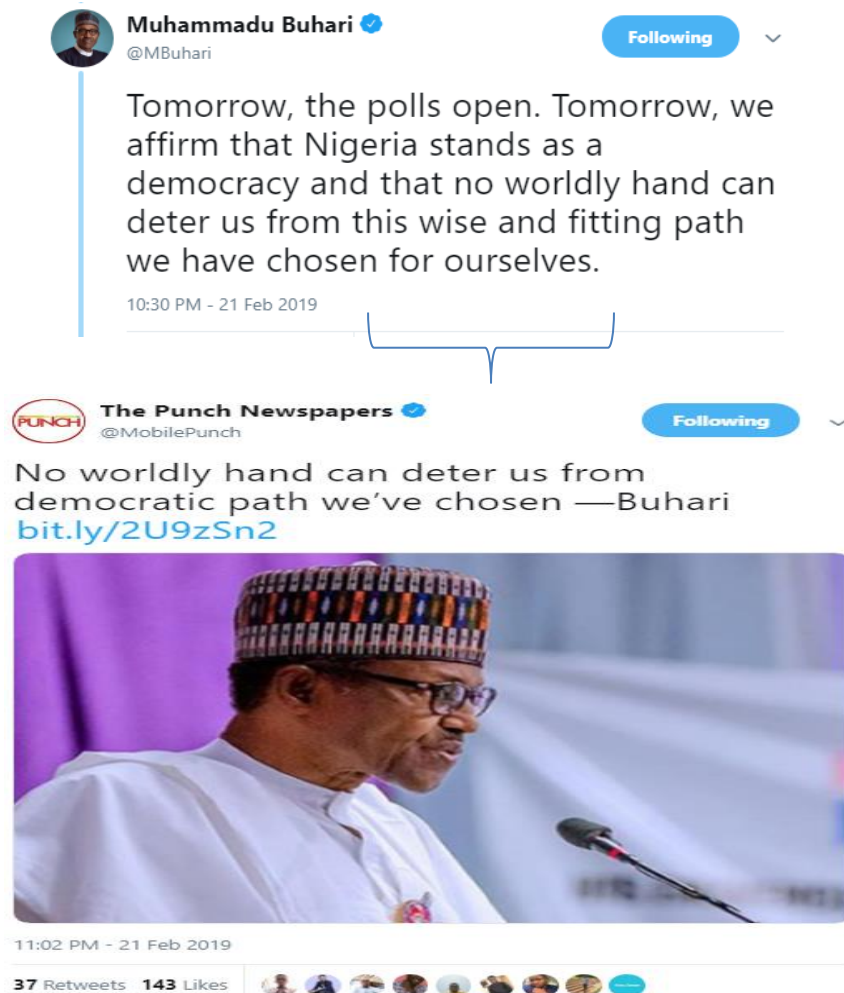 Muhammadu Buhari
@MBuhari
Following
Tomorrow, the polls open. Tomorrow, we
affirm that Nigeria stands as a
democracy and that no worldly hand can
deter us from this wise and fitting path
we have chosen for ourselves.
10:30 PM - 21 Feb 2019
PUNCH
The Punch Newspapers
@MobilePunch
Following
No worldly hand can deter us from
democratic path we've chosen —Buhari
bit.ly/2U9zSn2
11:02 PM - 21 Feb 2019
37 Retweets 143 Likes